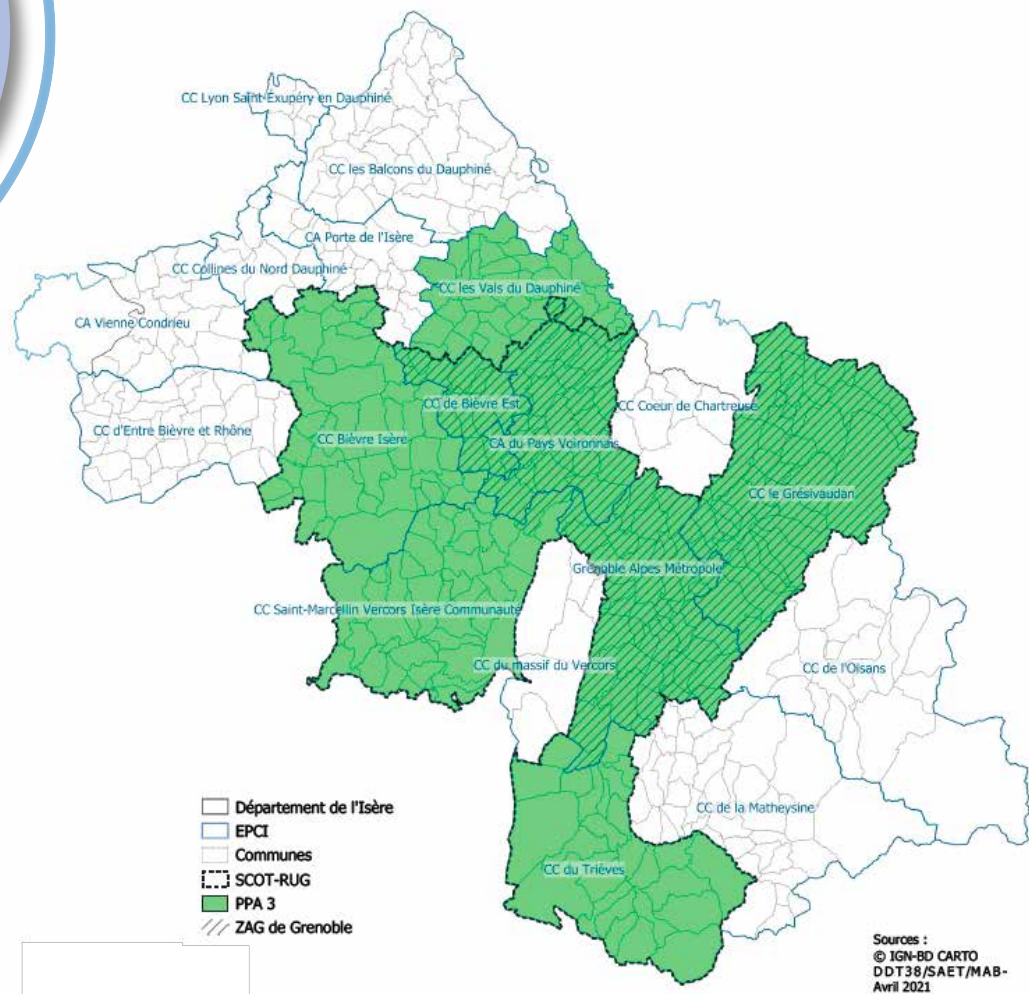 CC Lyon Saint-Exupéry en Dauphiné
CC les Balcons du Dauphiné
CA Porte de l'Isère
CC Collines du Nord Dauphiné
CC les Vals du Dauphiné
CA Vienne Condrieu
CC de Bièvre Est
CC Coeur de Chartreuse
CC d'Entre Bièvre et Rhône
CC Bièvre Isère
CA du Pays Voironnais
CC le Grésivaudan
Grenoble Alpes Métropole
CC Saint-Marcellin Vercors Isère Communauté
CC du massif du Vercors
CC de l'Oisans
CC de la Matheysine
CC du Trièves
Département de l'Isère
EPCI
Communes
SCOT-RUG
PPA 3
ZAG de Grenoble
Sources :
© IGN-BD CARTO
DDT38/SAET/MAB-
Avril 2021